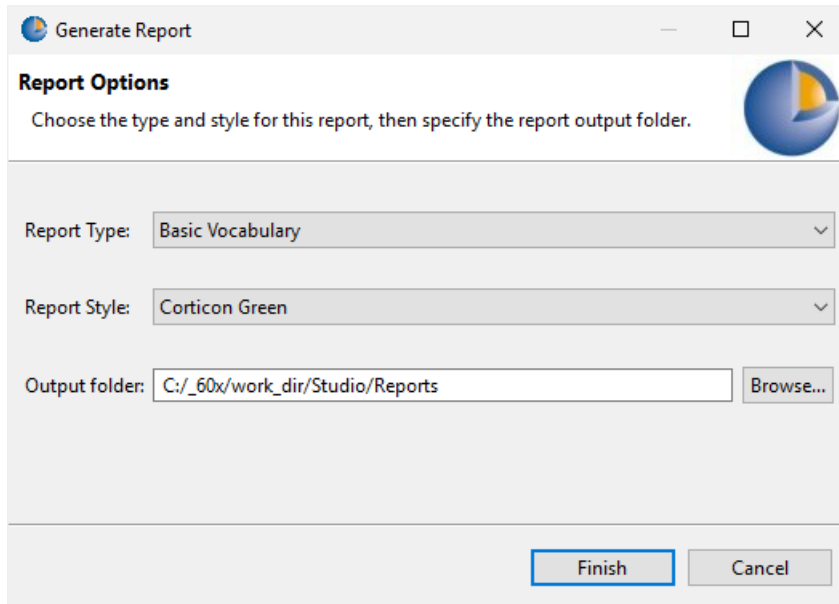 Generate Report
Report Options
Choose the type and style for this report, then specify the report output folder.
Report Type: Basic Vocabulary
Report Style: Corticon Green
Output folder: C:/_60x/work_dir/Studio/Reports Browse...
Finish Cancel